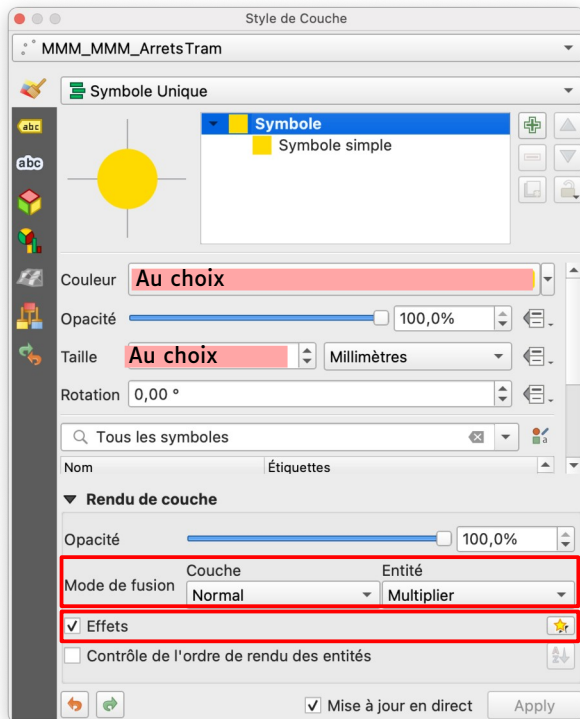 Style de Couche
MMM_MMM_ArretsTram
Symbole Unique
abc
Symbole
Symbole simple
abc
Couleur Au choix
Opacité 100,0%
Taille Au choix Millimètres
Rotation 0,00 °
Tous les symboles
Nom Étiquettes
Rendu de couche
Opacité 100,0%
Couche Entité
Mode de fusion Normal Multiplier
Effets
Contrôle de l'ordre de rendu des entités
Mise à jour en direct Apply